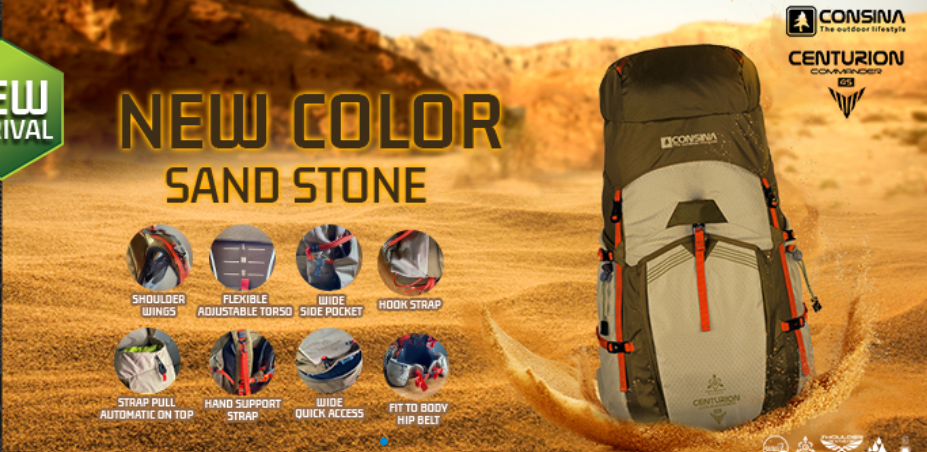 EW
IVAL
NEW COLOR
SAND STONE
SHOULDER
WINGS
FLEXIBLE
ADJUSTABLE TORSO
WIDE
SIDE POCKET
HOOK STRAP
STRAP PULL
AUTOMATIC ON TOP
HAND SUPPORT
STRAP
WIDE
QUICK ACCESS
FIT TO BODY
HIP BELT
CONSINA
The outdoor lifestyle
CENTURION
COMMANDER
GS
CONSINA
CENTURION
SHOULDER